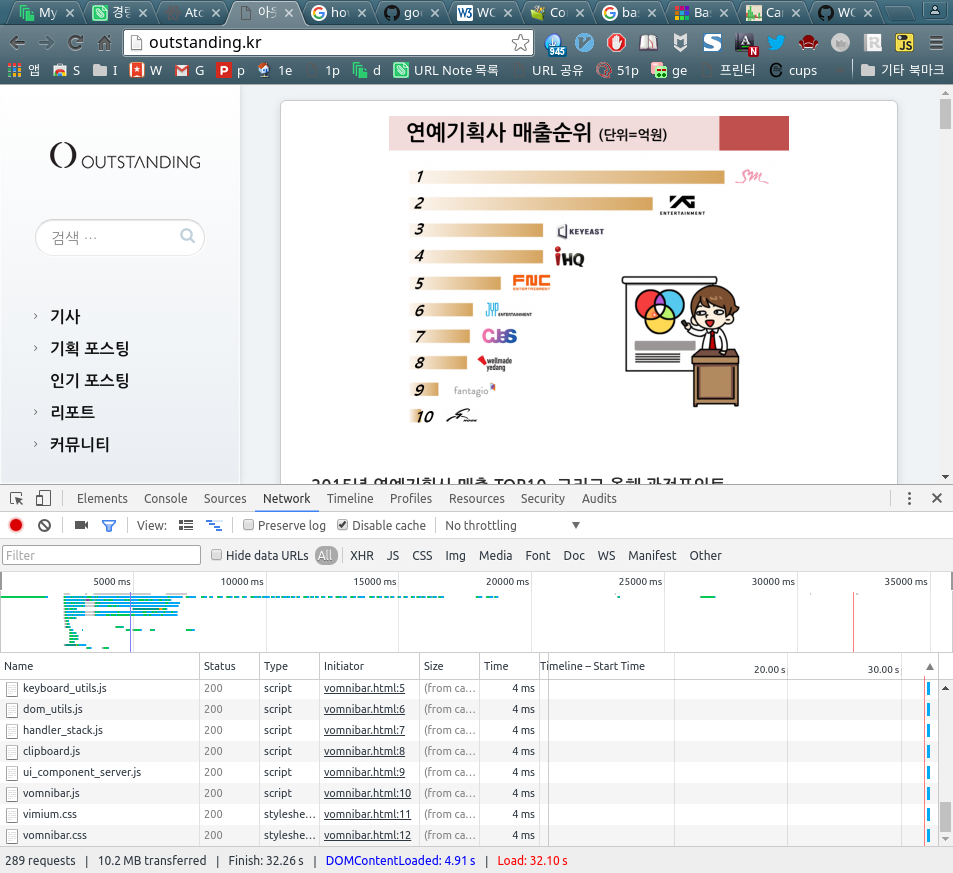 My
경량
Atc
아웃
hov
goo
WC
Coi
bas
Bas
Car
WC
outstanding.kr
945
N
JS
앱
S
I
W
G
p
1e
1p
d
URL Note 목록
URL 공유
51p
ge
프린터
cups
기타 북마크
OUTSTANDING
검색 …
기사
기획 포스팅
인기 포스팅
리포트
커뮤니티
연예기획사 매출순위 (단위=억원)
1 SM
2 YG ENTERTAINMENT
3 KEYEAST
4 iHQ
5 FNC ENTERTAINMENT
6 JYP ENTERTAINMENT
7 CJES
8 wellmade yedang
9 fantagio
10
2015년 연예기획사 매출 TOP10, 그리고 올해 관전포인트
Elements Console Sources Network Timeline Profiles Resources Security Audits
View: Preserve log Disable cache No throttling
Filter Hide data URLs All XHR JS CSS Img Media Font Doc WS Manifest Other
5000 ms 10000 ms 15000 ms 20000 ms 25000 ms 30000 ms 35000 ms
Name Status Type Initiator Size Time Timeline – Start Time 20.00 s 30.00 s
keyboard_utils.js 200 script vomnibar.html:5 (from ca… 4 ms
dom_utils.js 200 script vomnibar.html:6 (from ca… 4 ms
handler_stack.js 200 script vomnibar.html:7 (from ca… 4 ms
clipboard.js 200 script vomnibar.html:8 (from ca… 4 ms
ui_component_server.js 200 script vomnibar.html:9 (from ca… 4 ms
vomnibar.js 200 script vomnibar.html:10 (from ca… 4 ms
vimium.css 200 styleshe… vomnibar.html:11 (from ca… 4 ms
vomnibar.css 200 styleshe… vomnibar.html:12 (from ca… 4 ms
289 requests | 10.2 MB transferred | Finish: 32.26 s | DOMContentLoaded: 4.91 s | Load: 32.10 s